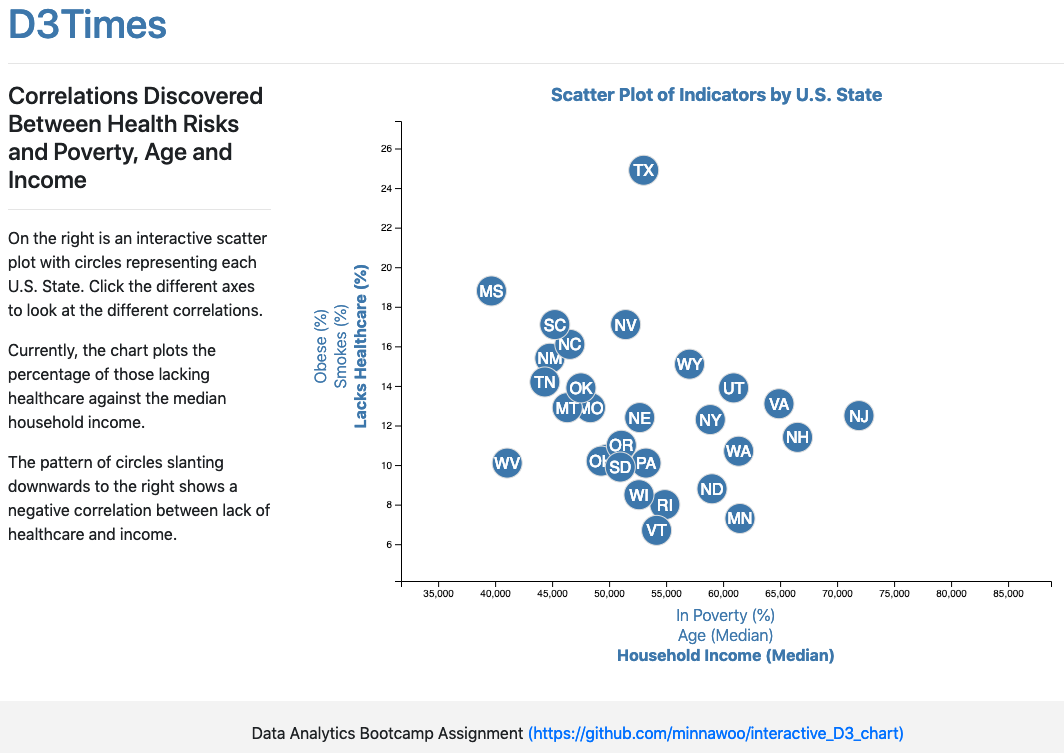 D3Times
Correlations Discovered
Between Health Risks
and Poverty, Age and
Income
On the right is an interactive scatter
plot with circles representing each
U.S. State. Click the different axes
to look at the different correlations.
Currently, the chart plots the
percentage of those lacking
healthcare against the median
household income.
The pattern of circles slanting
downwards to the right shows a
negative correlation between lack of
healthcare and income.
Scatter Plot of Indicators by U.S. State
Obese (%)
Smokes (%)
Lacks Healthcare (%)
26
24
22
20
18
16
14
12
10
8
6
TX
MS
SC
NV
NC
NM
WY
TN
OK
UT
MT
MO
VA
NE
NY
NJ
NH
OR
WA
WV
OH
SD
PA
WI
ND
RI
MN
VT
35,000 40,000 45,000 50,000 55,000 60,000 65,000 70,000 75,000 80,000 85,000
In Poverty (%)
Age (Median)
Household Income (Median)
Data Analytics Bootcamp Assignment (https://github.com/minnawoo/interactive_D3_chart)